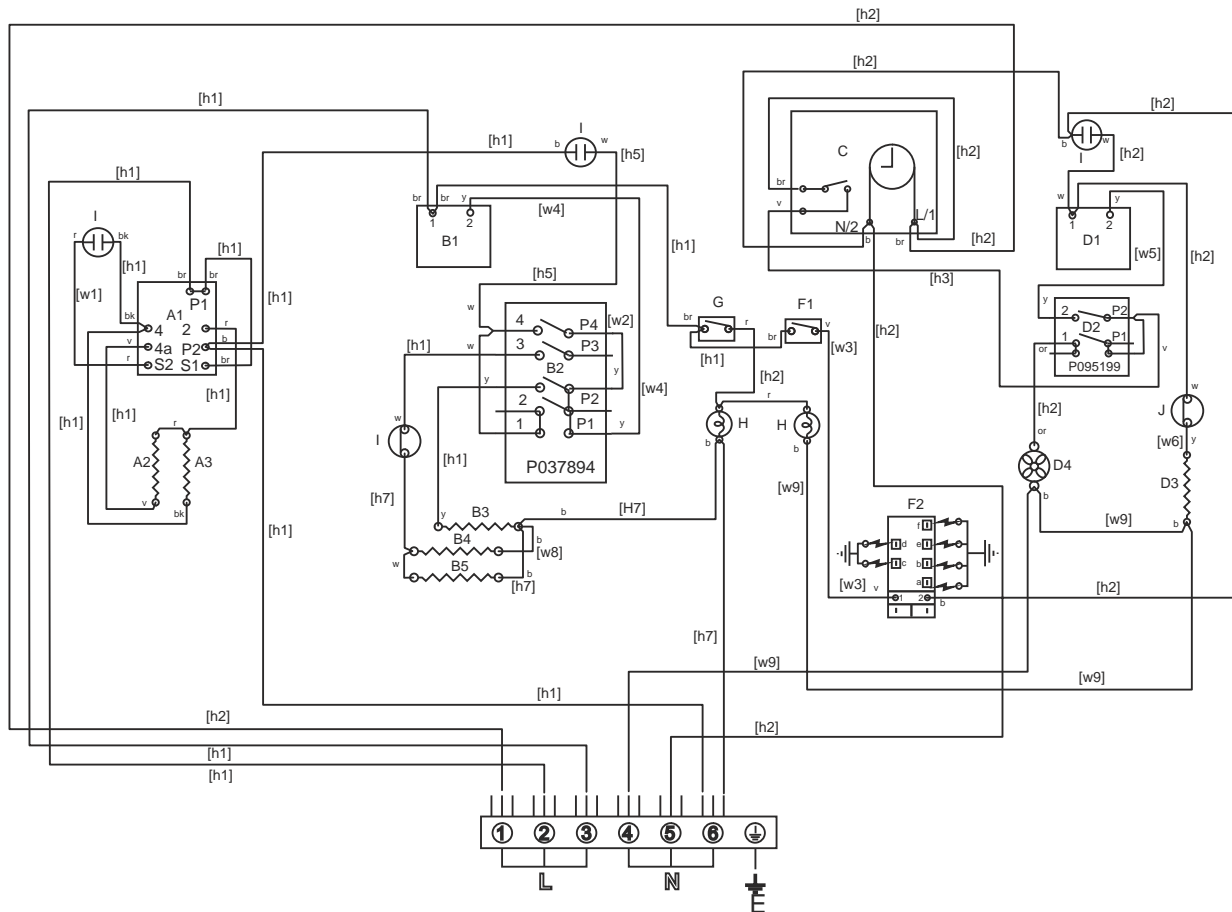 [h2]
[h2]
[h2]
[h1]
I
b w
[h1]
[h5]
b w
I
[h2]
[h2]
C
br
v
N/2
L/1
b
br
[h2]
[h1]
br br y
1 2
B1
[w4]
w y
1 2
D1
[w5]
[h2]
I
r bk
[h1]
[w1]
[h1]
br br
P1
A1
bk 4 2 r
v 4a P2 b
r S2 S1 br
[h1]
[h1]
[h5]
[h1]
[h3]
w
4 P4 [w2]
3 P3
B2
y
P2
2
1 P1
y
P037894
[h1]
w
y
[w4]
G
br r
[h1]
F1
br v
[w3]
[h2]
y
2 P2
D2
1 P1
or
v
P095199
[h1]
[h1]
r
A2 A3
v bk
w
I
[h7]
[h1]
[h2]
r
H H
b b
[h2]
or
D4
b
w
J
[w6]
y
D3
b
[w9]
y B3
b
[H7]
B4
b
[w8]
w B5
b
[h7]
[w9]
F2
f
d e
c b
a
[w3] v 1 2 b
[h2]
[h1]
[h7]
[w9]
[w9]
[h1]
[h2]
[h2]
[h1]
[h1]
1 2 3 4 5 6
L N E